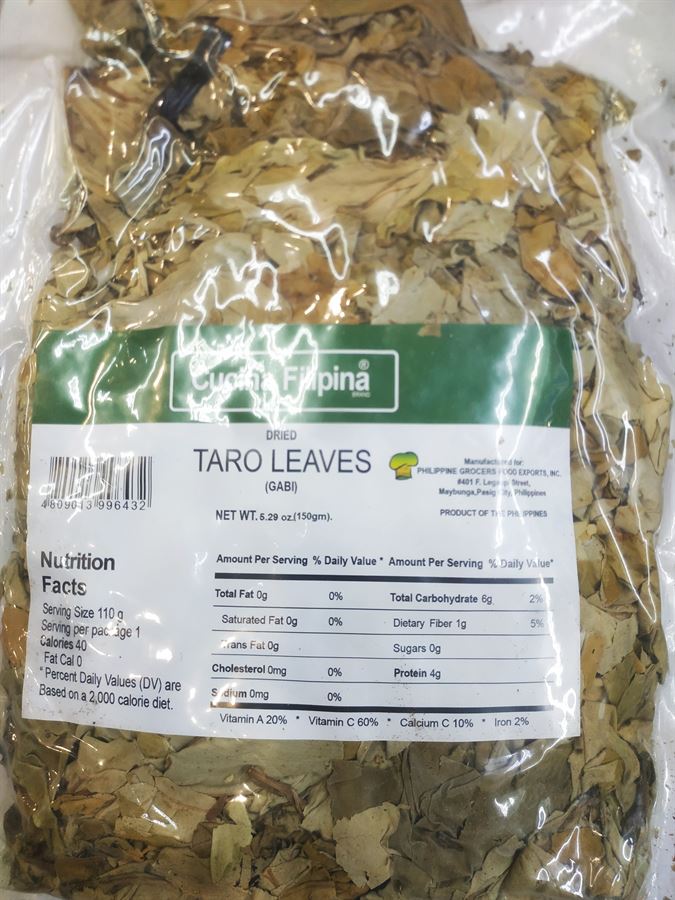 Cucina Filipina®
BRAND
DRIED
TARO LEAVES
(GABI)
NET WT. 5.29 oz.(150gm).
4809013 996432
Manufactured for:
PHILIPPINE GROCERS FOOD EXPORTS, INC.
#401 F. Legaspi Street,
Maybunga,Pasig City, Philippines
PRODUCT OF THE PHILIPPINES
Nutrition
Facts
Serving Size 110 g
Serving per package 1
Calories 40
Fat Cal 0
*Percent Daily Values (DV) are
Based on a 2,000 calorie diet.
Amount Per Serving % Daily Value * Amount Per Serving % Daily Value*
Total Fat 0g 0% Total Carbohydrate 6g 2%
Saturated Fat 0g 0% Dietary Fiber 1g 5%
Trans Fat 0g Sugars 0g
Cholesterol 0mg 0% Protein 4g
Sodium 0mg 0%
Vitamin A 20% * Vitamin C 60% * Calcium C 10% * Iron 2%